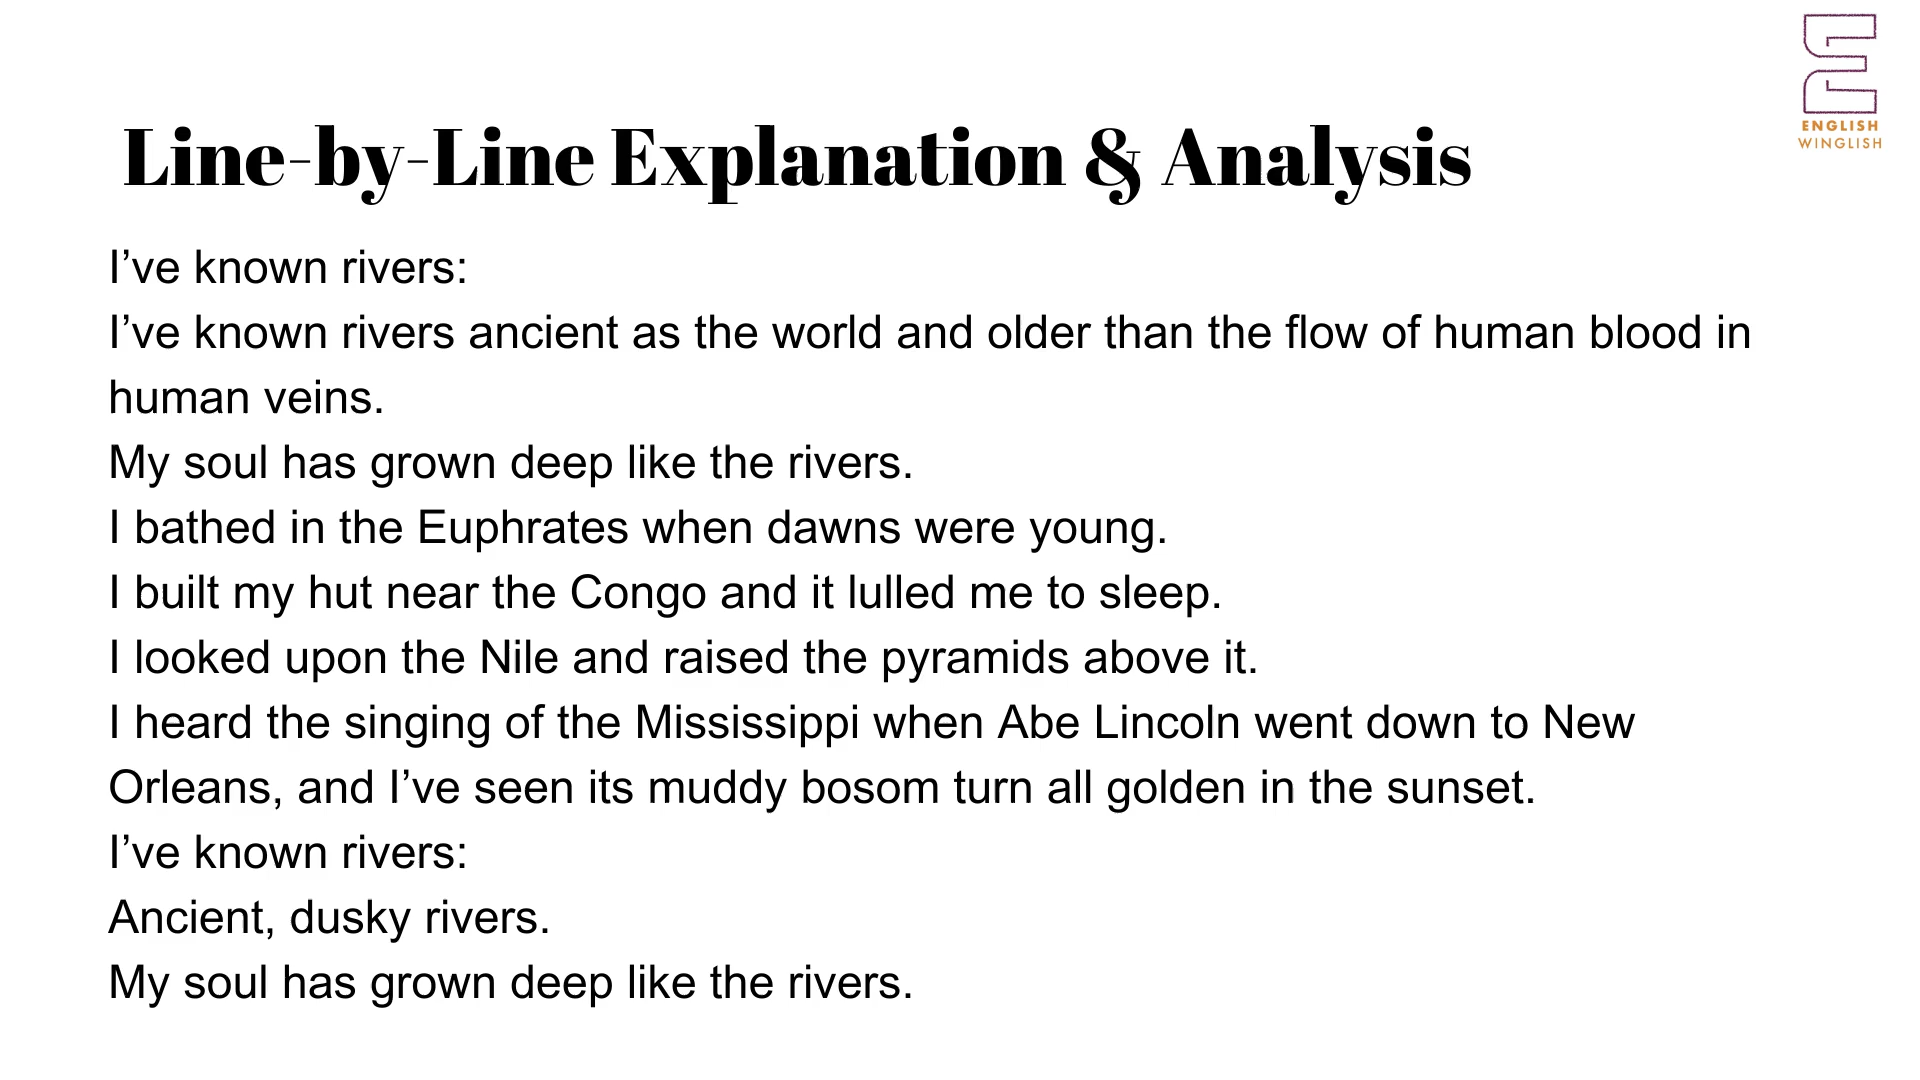 ENGLISH
WINGLISH
Line-by-Line Explanation & Analysis
I’ve known rivers:
I’ve known rivers ancient as the world and older than the flow of human blood in
human veins.
My soul has grown deep like the rivers.
I bathed in the Euphrates when dawns were young.
I built my hut near the Congo and it lulled me to sleep.
I looked upon the Nile and raised the pyramids above it.
I heard the singing of the Mississippi when Abe Lincoln went down to New
Orleans, and I’ve seen its muddy bosom turn all golden in the sunset.
I’ve known rivers:
Ancient, dusky rivers.
My soul has grown deep like the rivers.